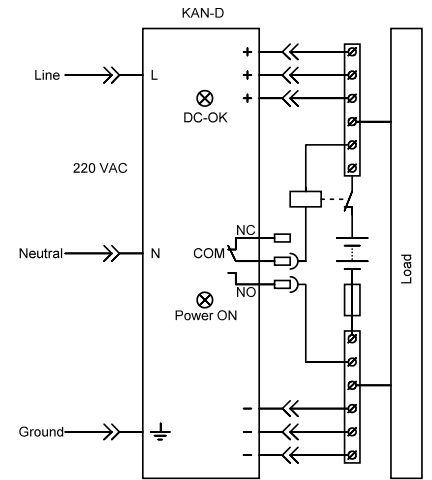 KAN-D
+
Line
L
+
+
DC-OK
220 VAC
NC
Neutral
N
COM
Load
NO
Power ON
−
Ground
−
−